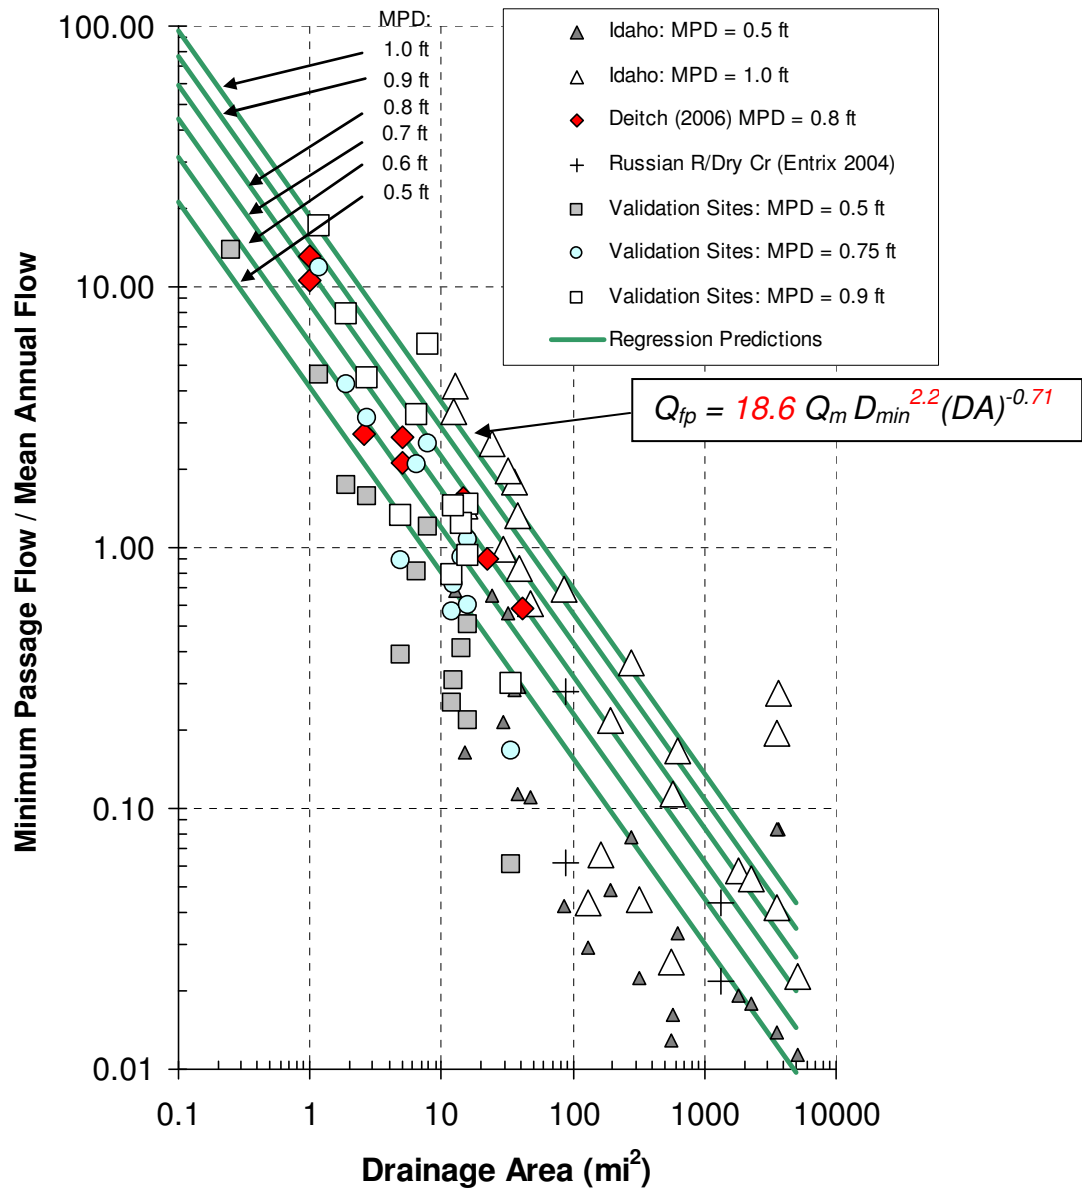 MPD:
1.0 ft
0.9 ft
0.8 ft
0.7 ft
0.6 ft
0.5 ft
Idaho: MPD = 0.5 ft
Idaho: MPD = 1.0 ft
Deitch (2006) MPD = 0.8 ft
Russian R/Dry Cr (Entrix 2004)
Validation Sites: MPD = 0.5 ft
Validation Sites: MPD = 0.75 ft
Validation Sites: MPD = 0.9 ft
Regression Predictions
Q_fp = 18.6 Q_m D_min^2.2(DA)^-0.71
Minimum Passage Flow / Mean Annual Flow
100.00
10.00
1.00
0.10
0.01
0.1 1 10 100 1000 10000
Drainage Area (mi²)